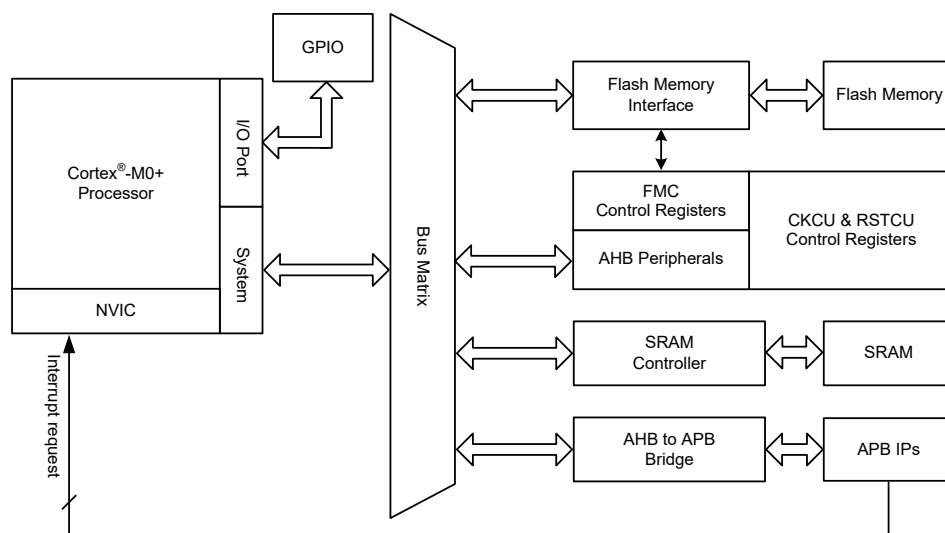 GPIO
Cortex®-M0+
Processor
I/O Port
System
NVIC
Interrupt request
Bus Matrix
Flash Memory
Interface
Flash Memory
FMC
Control Registers
AHB Peripherals
CKCU & RSTCU
Control Registers
SRAM
Controller
SRAM
AHB to APB
Bridge
APB IPs